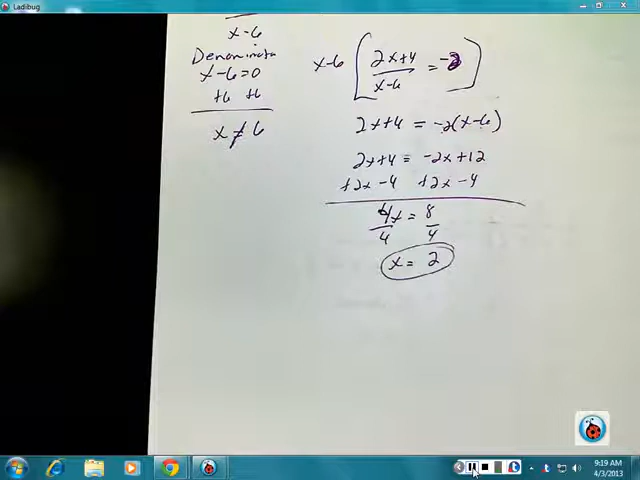 Ladibug
x-6
Denominator
x-6=0
+6 +6
x≠6
x-6 [ 2x+4 / x-6 = -2 ]
2x+4 = -2(x-6)
2x+4 = -2x+12
+2x -4 +2x -4
4x = 8
4 4
x = 2
9:19 AM
4/3/2013